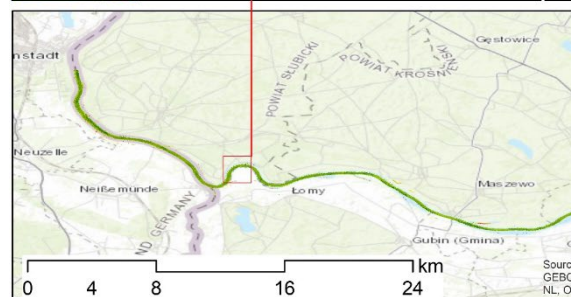 Gęstowice
nstadt
POWIAT SŁUBICKI
POWIAT KROŚNIEŃSKI
Neuzelle
Neißemünde
Łomy
Maszewo
ND GERMANY
Gubin (Gmina)
km
0 4 8 16 24
Sourc
GEBC
NL, O